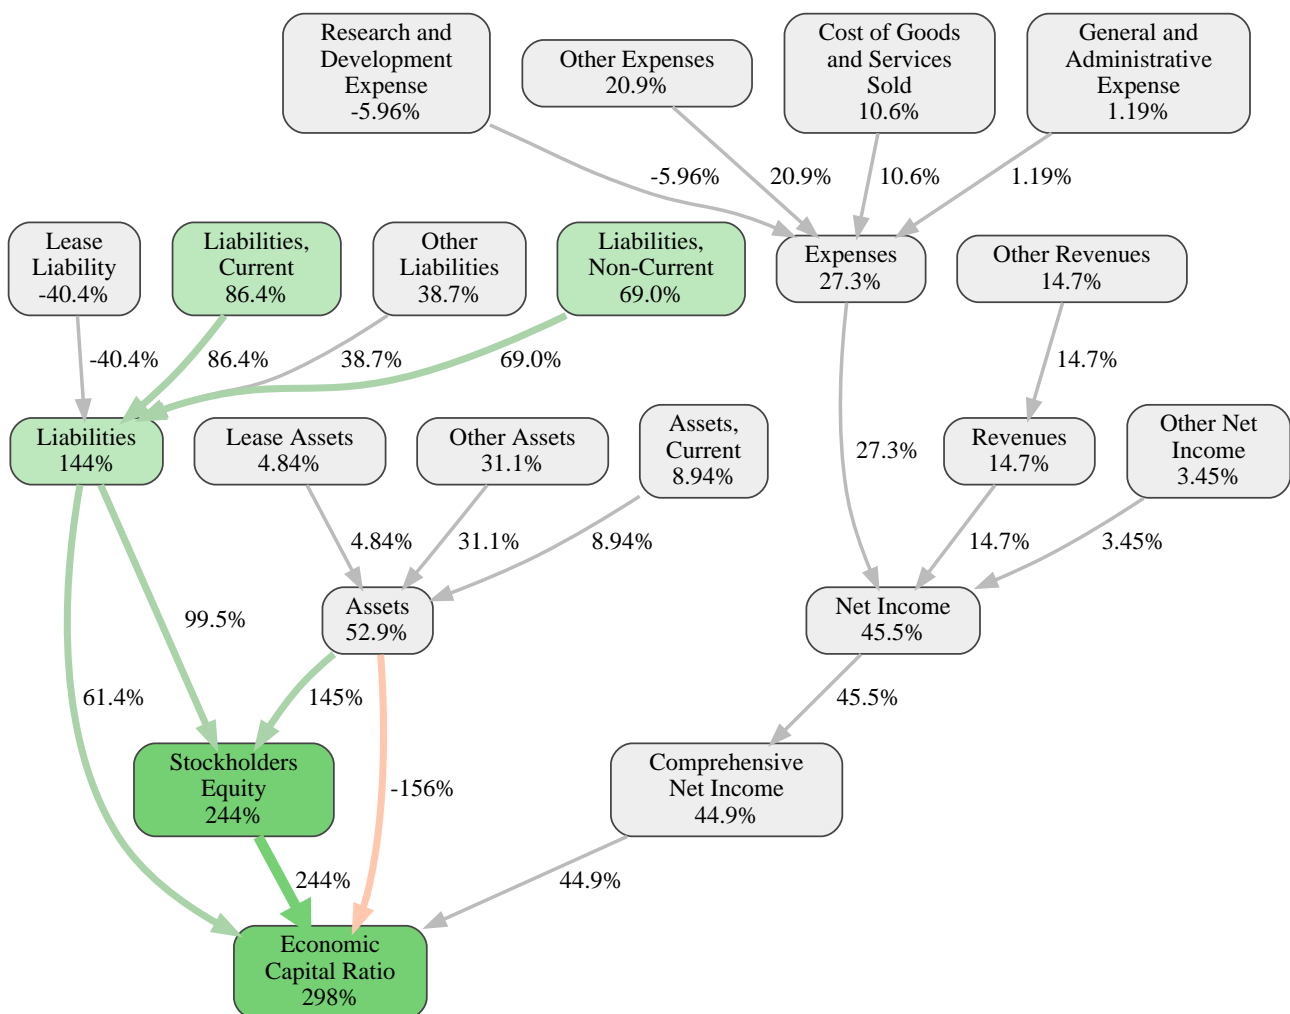 Research and
Development
Expense
-5.96%
Other Expenses
20.9%
Cost of Goods
and Services
Sold
10.6%
General and
Administrative
Expense
1.19%
-5.96%
20.9%
10.6%
1.19%
Lease
Liability
-40.4%
Liabilities,
Current
86.4%
Other
Liabilities
38.7%
Liabilities,
Non-Current
69.0%
Expenses
27.3%
Other Revenues
14.7%
-40.4%
86.4%
38.7%
69.0%
14.7%
Liabilities
144%
Lease Assets
4.84%
Other Assets
31.1%
Assets,
Current
8.94%
27.3%
Revenues
14.7%
Other Net
Income
3.45%
4.84%
31.1%
8.94%
14.7%
3.45%
99.5%
Assets
52.9%
Net Income
45.5%
61.4%
145%
45.5%
Stockholders
Equity
244%
-156%
Comprehensive
Net Income
44.9%
244%
44.9%
Economic
Capital Ratio
298%